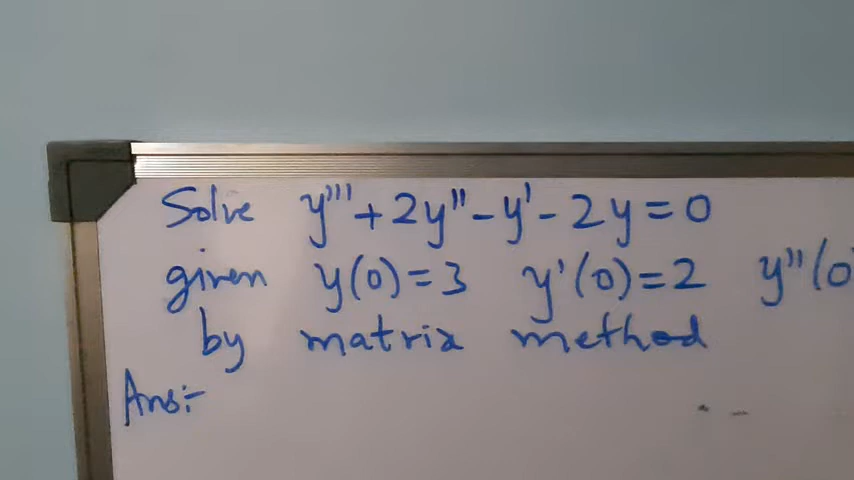 Solve y''' + 2y'' - y' - 2y = 0
given y(0) = 3 y'(0) = 2 y''(0
by matrix method
Ans:-